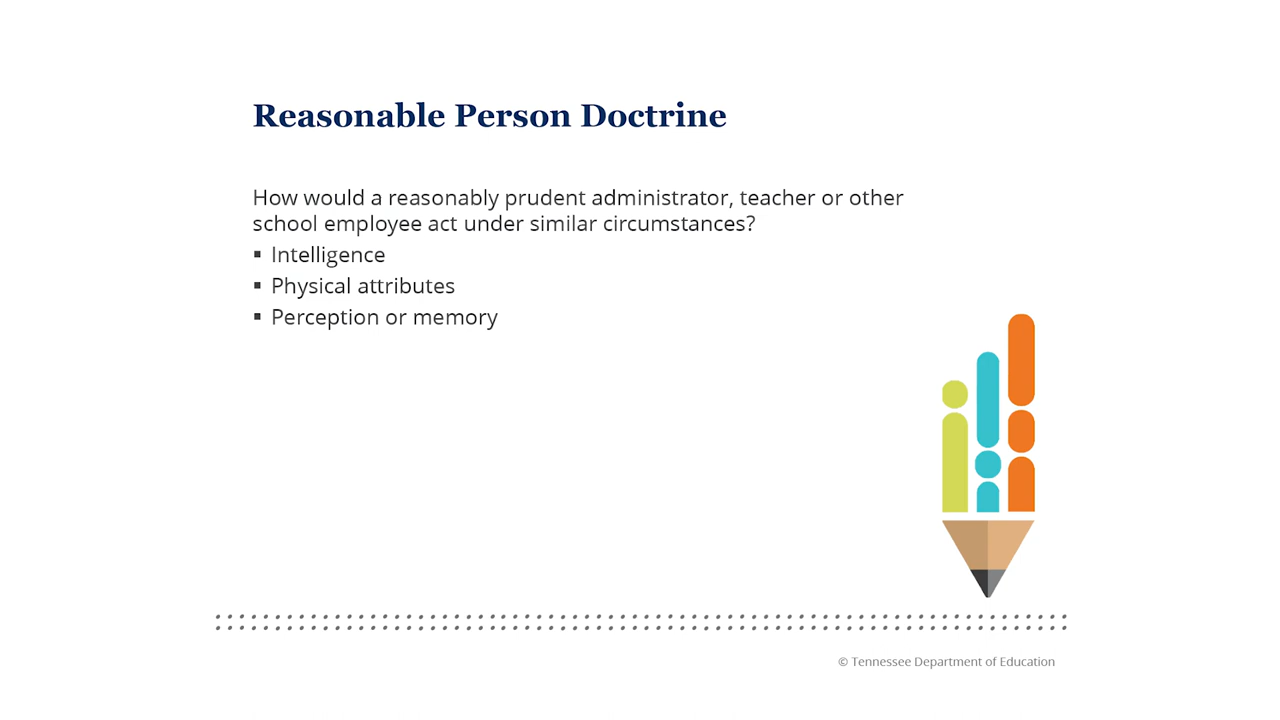 Reasonable Person Doctrine
How would a reasonably prudent administrator, teacher or other
school employee act under similar circumstances?
▪ Intelligence
▪ Physical attributes
▪ Perception or memory
© Tennessee Department of Education